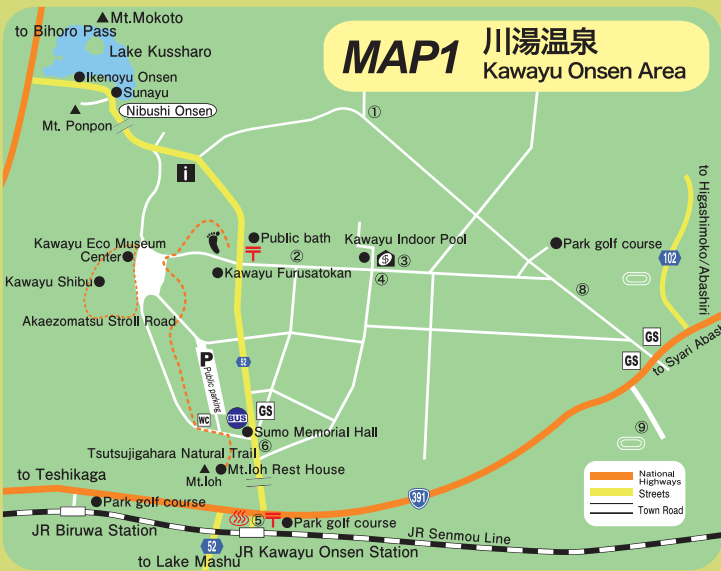 Mt.Mokoto
to Bihoro Pass
Lake Kussharo
MAP1
川湯温泉
Kawayu Onsen Area
Ikenoyu Onsen
Sunayu
Nibushi Onsen
Mt. Ponpon
①
i
to Higashimoko/Abashiri
Public bath
〒
Kawayu Indoor Pool
Park golf course
102
Kawayu Eco Museum
Center
②
$
③
④
Kawayu Furusatokan
Kawayu Shibu
⑧
Akaezomatsu Stroll Road
GS
GS
to Syari Abash
P
Public parking
52
WC
BUS
GS
Sumo Memorial Hall
⑥
⑨
Tsutsujigahara Natural Trail
Mt.Ioh
Mt.Ioh Rest House
to Teshikaga
National
Highways
Streets
Town Road
391
Park golf course
⑤
〒
Park golf course
JR Biruwa Station
JR Senmou Line
52
JR Kawayu Onsen Station
to Lake Mashu